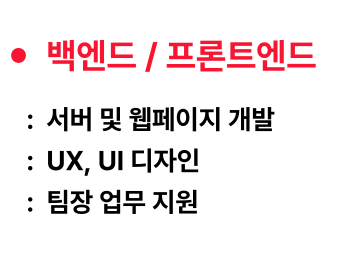 • 백엔드 / 프론트엔드
: 서버 및 웹페이지 개발
: UX, UI 디자인
: 팀장 업무 지원